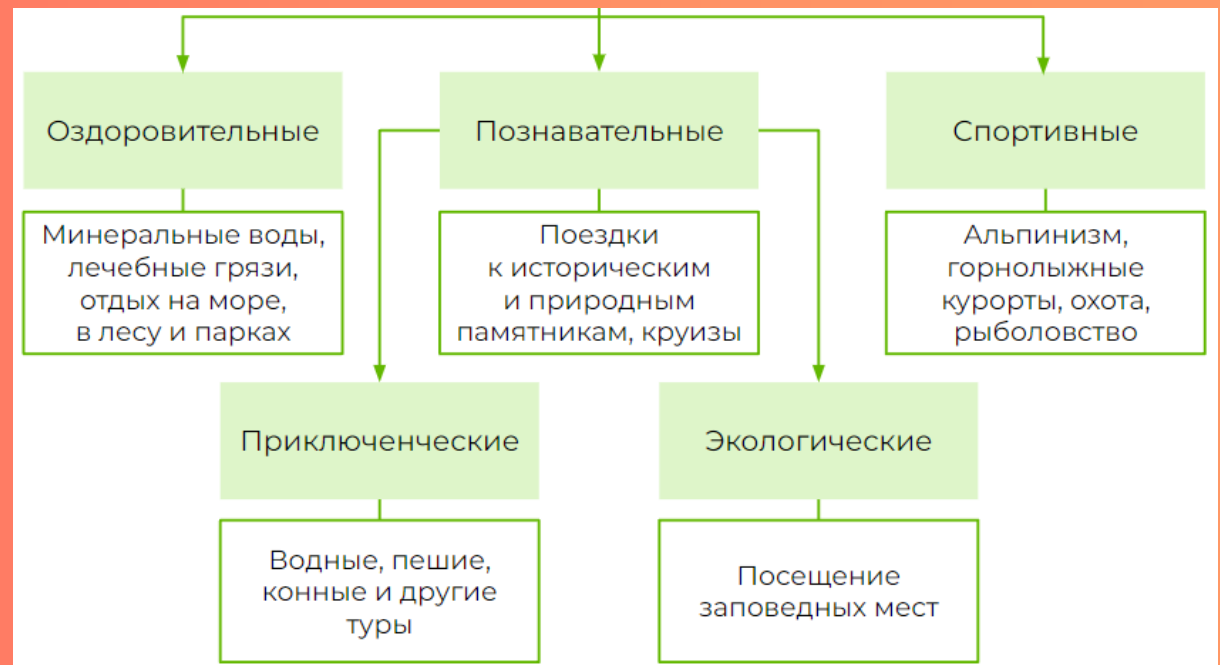 Оздоровительные
Познавательные
Спортивные
Минеральные воды,
лечебные грязи,
отдых на море,
в лесу и парках
Поездки
к историческим
и природным
памятникам, круизы
Альпинизм,
горнолыжные
курорты, охота,
рыболовство
Приключенческие
Экологические
Водные, пешие,
конные и другие
туры
Посещение
заповедных мест